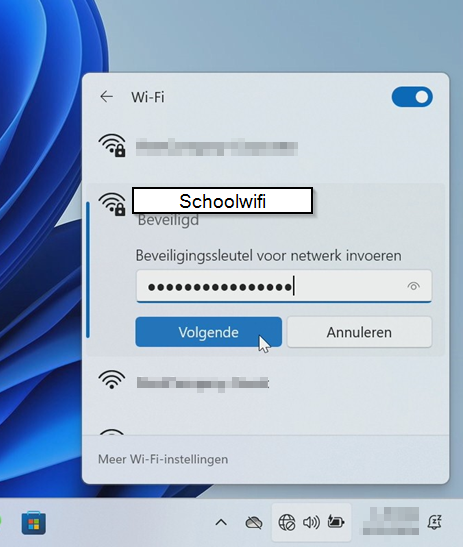 Wi-Fi
Schoolwifi
Beveiligd
Beveiligingssleutel voor netwerk invoeren
Volgende
Annuleren
Meer Wi-Fi-instellingen